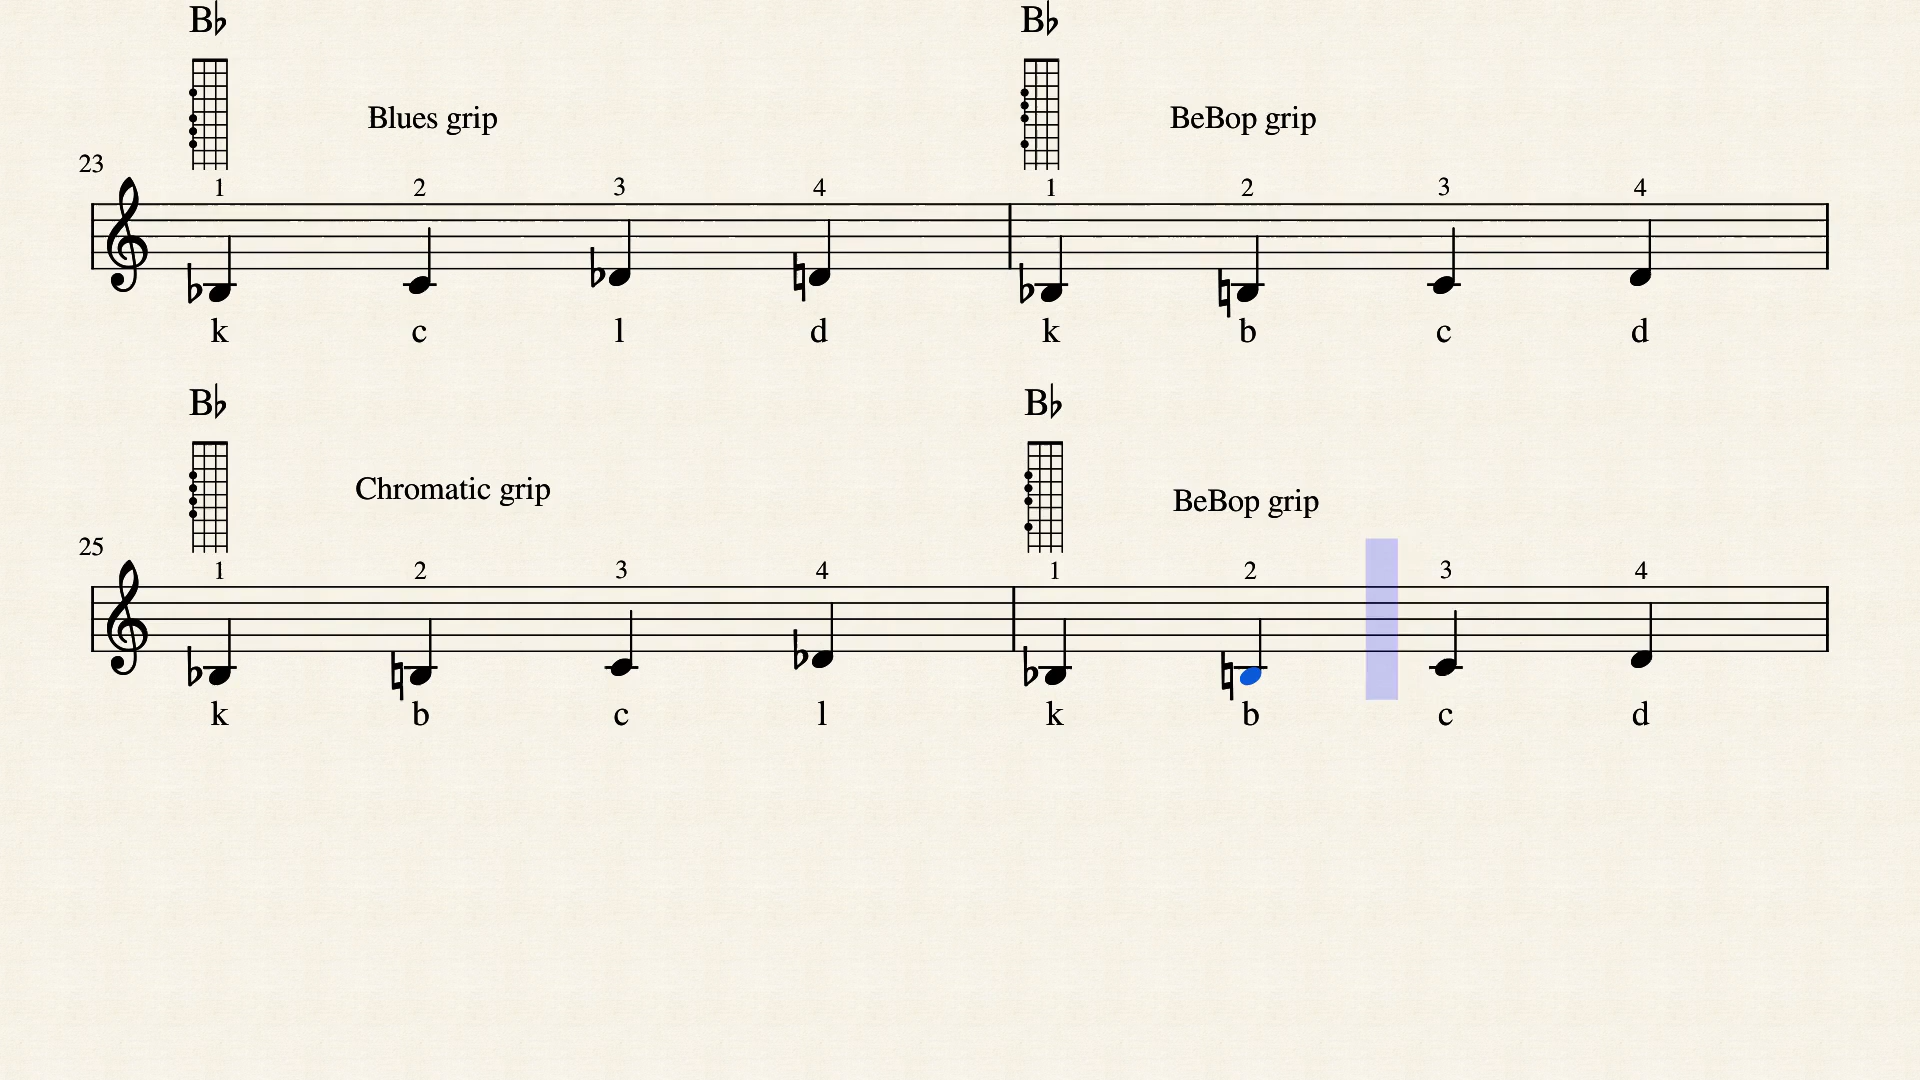 B♭ B♭
Blues grip BeBop grip
23
1 2 3 4 1 2 3 4
k c l d k b c d
B♭ B♭
Chromatic grip BeBop grip
25
1 2 3 4 1 2 3 4
k b c l k b c d